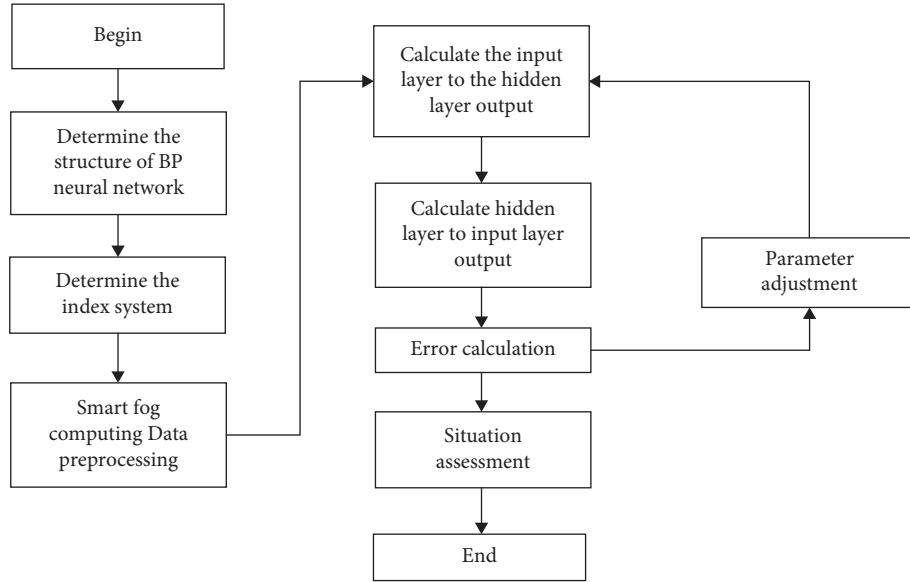 Begin
Determine the
structure of BP
neural network
Determine the
index system
Smart fog
computing Data
preprocessing
Calculate the input
layer to the hidden
layer output
Calculate hidden
layer to input layer
output
Error calculation
Situation
assessment
End
Parameter
adjustment